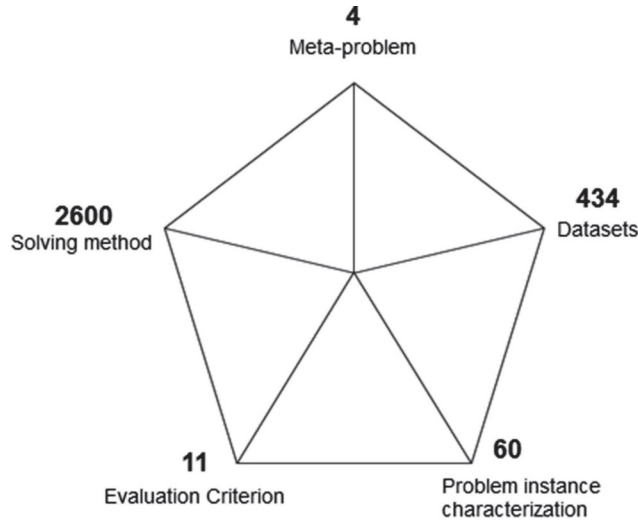 4
Meta-problem
434
Datasets
2600
Solving method
11
Evaluation Criterion
60
Problem instance
characterization